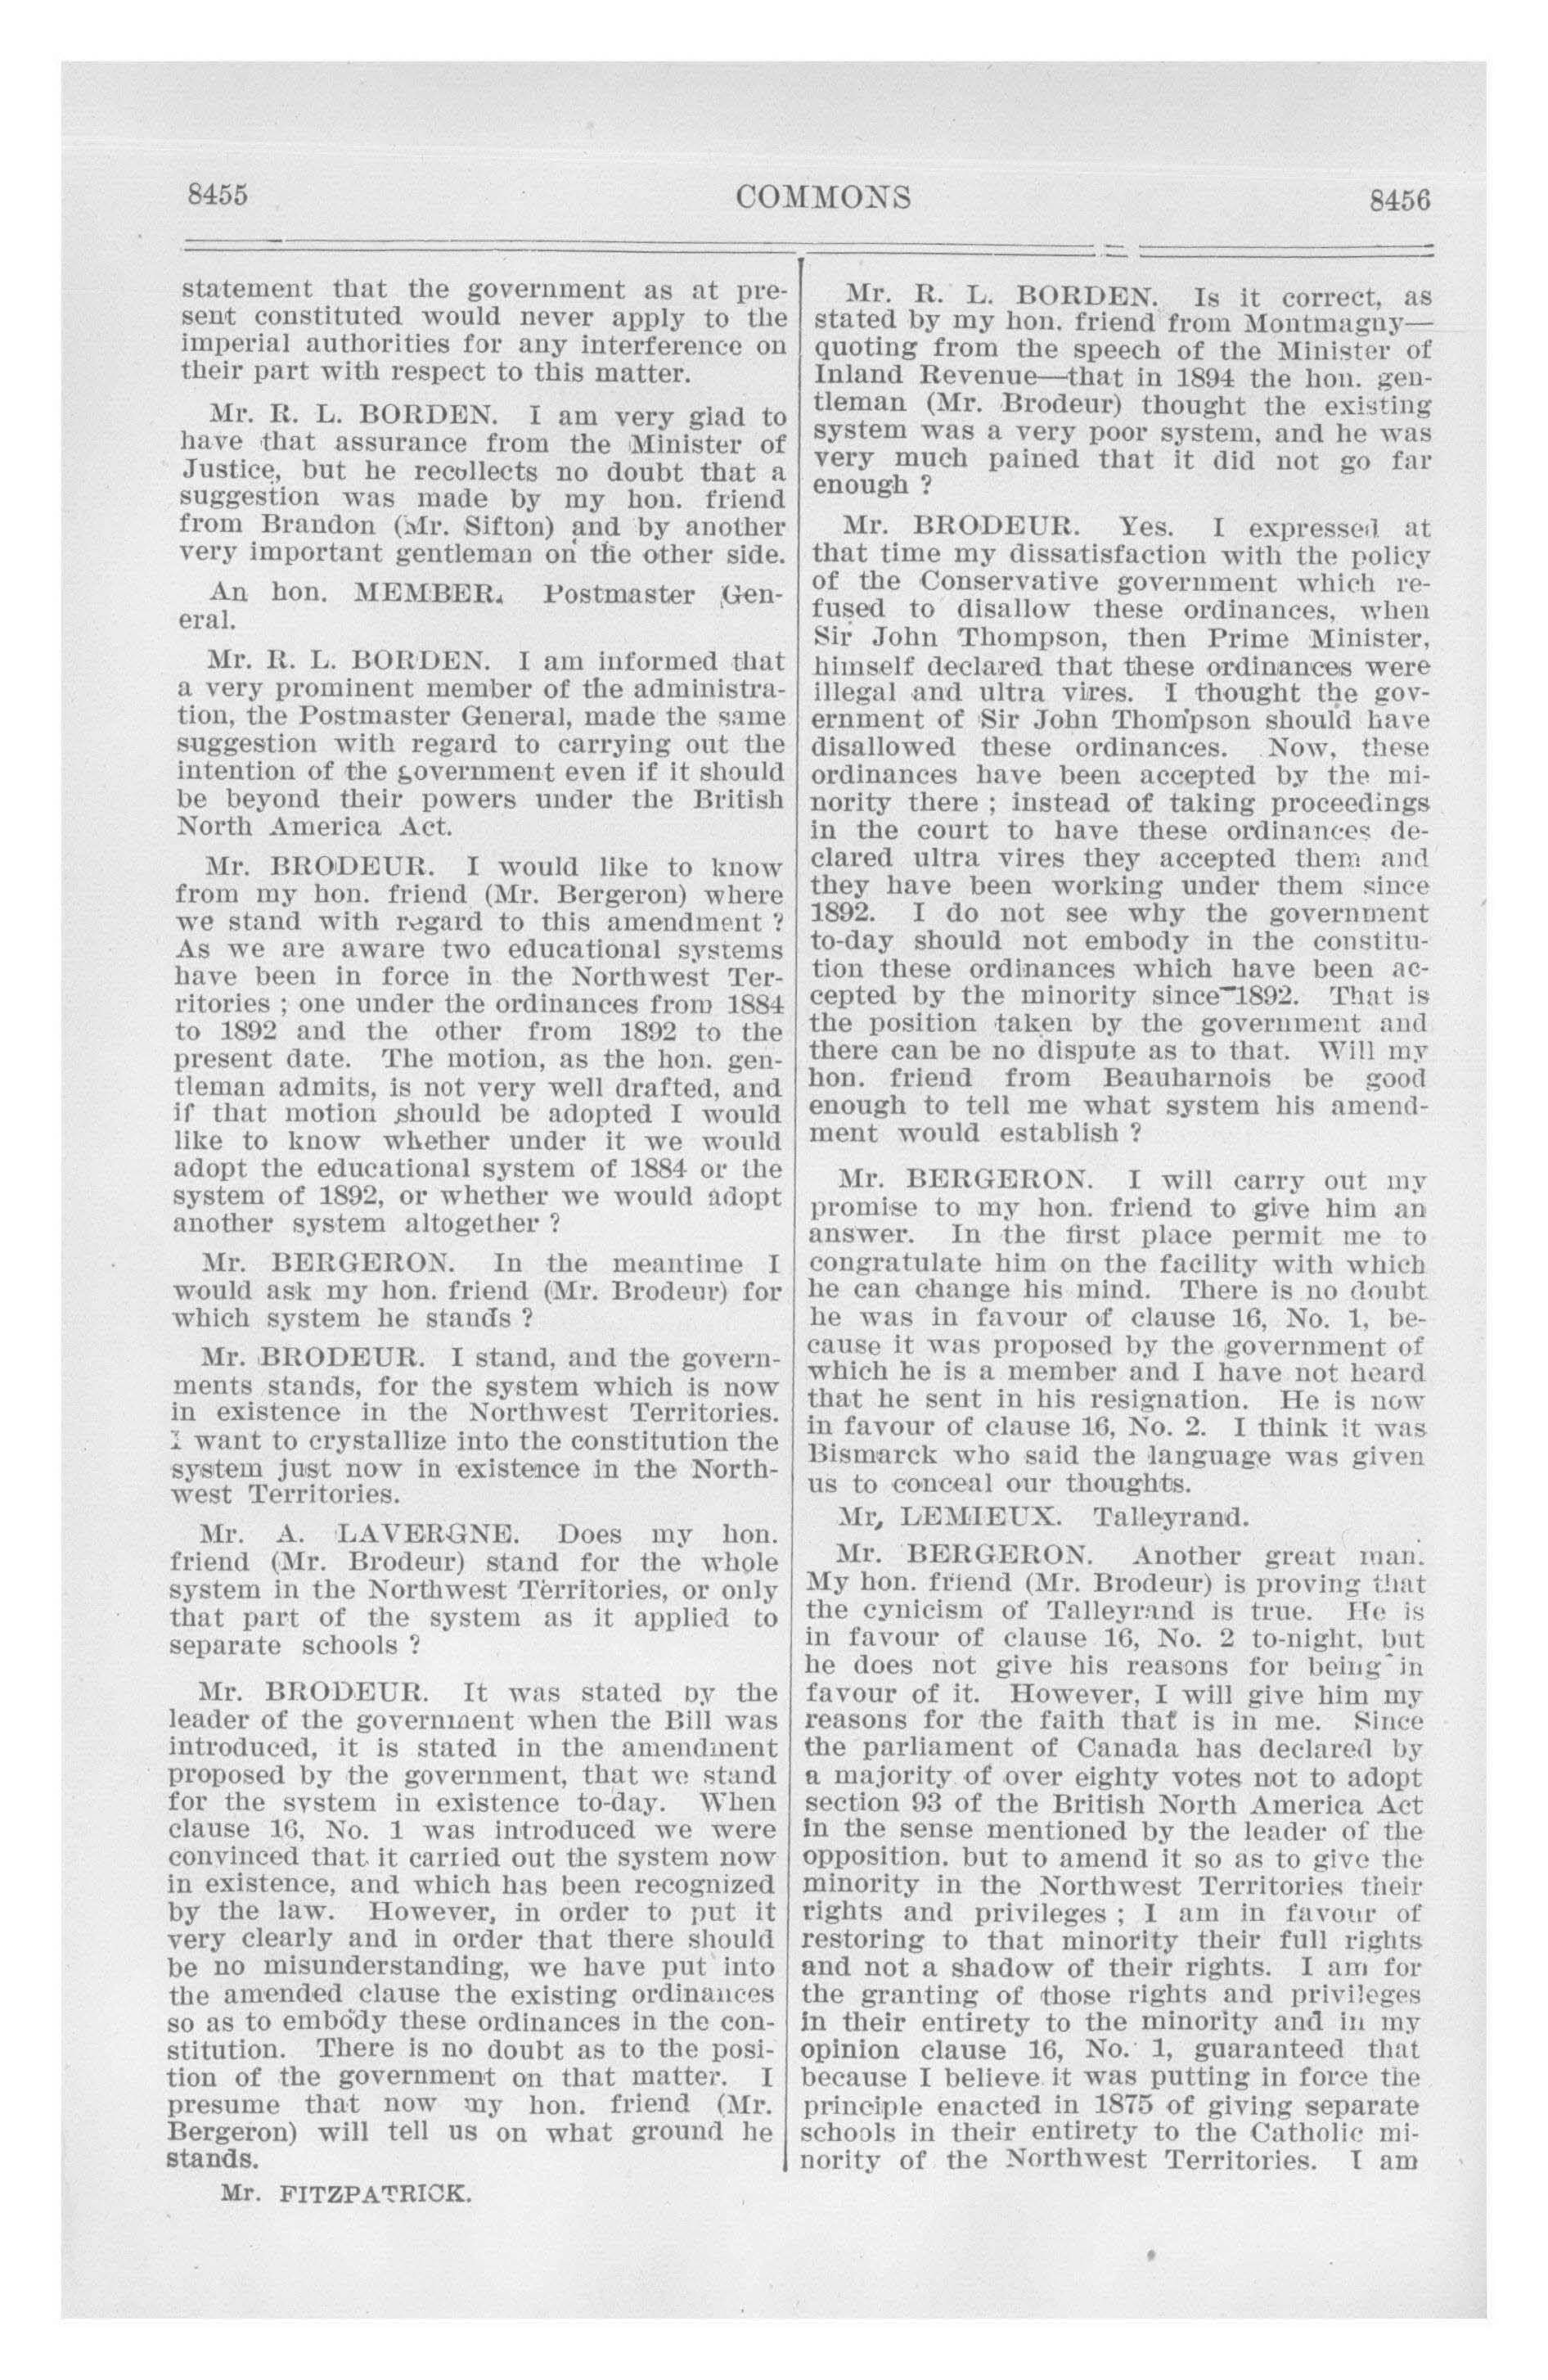 8455
COMMONS
8456
statement that the government as at pre-
sent constituted would never apply to the
imperial authorities for any interference on
their part with respect to this matter.
Mr. R. L. BORDEN. I am very glad to
have that assurance from the Minister of
Justice, but he recollects no doubt that a
suggestion was made by my hon. friend
from Brandon (Mr. Sifton) and by another
very important gentleman on the other side.
An hon. MEMBER. Postmaster Gen-
eral.
Mr. R. L. BORDEN. I am informed that
a very prominent member of the administra-
tion, the Postmaster General, made the same
suggestion with regard to carrying out the
intention of the government even if it should
be beyond their powers under the British
North America Act.
Mr. BRODEUR. I would like to know
from my hon. friend (Mr. Bergeron) where
we stand with regard to this amendment ?
As we are aware two educational systems
have been in force in the Northwest Ter-
ritories ; one under the ordinances from 1884
to 1892 and the other from 1892 to the
present date. The motion, as the hon. gen-
tleman admits, is not very well drafted, and
if that motion should be adopted I would
like to know whether under it we would
adopt the educational system of 1884 or the
system of 1892, or whether we would adopt
another system altogether ?
Mr. BERGERON. In the meantime I
would ask my hon. friend (Mr. Brodeur) for
which system he stands ?
Mr. BRODEUR. I stand, and the govern-
ments stands, for the system which is now
in existence in the Northwest Territories.
I want to crystallize into the constitution the
system just now in existence in the North-
west Territories.
Mr. A. LAVERGNE. Does my hon.
friend (Mr. Brodeur) stand for the whole
system in the Northwest Territories, or only
that part of the system as it applied to
separate schools ?
Mr. BRODEUR. It was stated by the
leader of the government when the Bill was
introduced, it is stated in the amendment
proposed by the government, that we stand
for the system in existence to-day. When
clause 16, No. 1 was introduced we were
convinced that it carried out the system now
in existence, and which has been recognized
by the law. However, in order to put it
very clearly and in order that there should
be no misunderstanding, we have put into
the amended clause the existing ordinances
so as to embody these ordinances in the con-
stitution. There is no doubt as to the posi-
tion of the government on that matter. I
presume that now my hon. friend (Mr.
Bergeron) will tell us on what ground he
stands.
Mr. FITZPATRICK.
Mr. R. L. BORDEN. Is it correct, as
stated by my hon. friend from Montmagny—
quoting from the speech of the Minister of
Inland Revenue—that in 1894 the hon. gen-
tleman (Mr. Brodeur) thought the existing
system was a very poor system, and he was
very much pained that it did not go far
enough ?
Mr. BRODEUR. Yes. I expressed at
that time my dissatisfaction with the policy
of the Conservative government which re-
fused to disallow these ordinances, when
Sir John Thompson, then Prime Minister,
himself declared that these ordinances were
illegal and ultra vires. I thought the gov-
ernment of Sir John Thompson should have
disallowed these ordinances. Now, these
ordinances have been accepted by the mi-
nority there ; instead of taking proceedings
in the court to have these ordinances de-
clared ultra vires they accepted them and
they have been working under them since
1892. I do not see why the government
to-day should not embody in the constitu-
tion these ordinances which have been ac-
cepted by the minority since 1892. That is
the position taken by the government and
there can be no dispute as to that. Will my
hon. friend from Beauharnois be good
enough to tell me what system his amend-
ment would establish ?
Mr. BERGERON. I will carry out my
promise to my hon. friend to give him an
answer. In the first place permit me to
congratulate him on the facility with which
he can change his mind. There is no doubt
he was in favour of clause 16, No. 1, be-
cause it was proposed by the government of
which he is a member and I have not heard
that he sent in his resignation. He is now
in favour of clause 16, No. 2. I think it was
Bismarck who said the language was given
us to conceal our thoughts.
Mr. LEMIEUX. Talleyrand.
Mr. BERGERON. Another great man.
My hon. friend (Mr. Brodeur) is proving that
the cynicism of Talleyrand is true. He is
in favour of clause 16, No. 2 to-night, but
he does not give his reasons for being in
favour of it. However, I will give him my
reasons for the faith that is in me. Since
the parliament of Canada has declared by
a majority of over eighty votes not to adopt
section 93 of the British North America Act
in the sense mentioned by the leader of the
opposition. but to amend it so as to give the
minority in the Northwest Territories their
rights and privileges ; I am in favour of
restoring to that minority their full rights
and not a shadow of their rights. I am for
the granting of those rights and privileges
in their entirety to the minority and in my
opinion clause 16, No. 1, guaranteed that
because I believe it was putting in force the
principle enacted in 1875 of giving separate
schools in their entirety to the Catholic mi-
nority of the Northwest Territories. I am